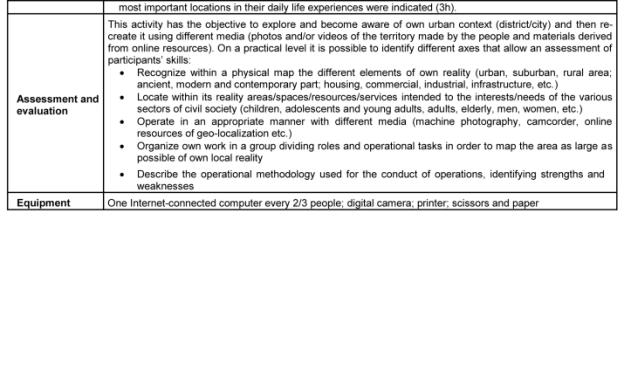 most important locations in their daily life experiences were indicated (3h).
Assessment and
evaluation
This activity has the objective to explore and become aware of own urban context (district/city) and then re-
create it using different media (photos and/or videos of the territory made by the people and materials derived
from online resources). On a practical level it is possible to identify different axes that allow an assessment of
participants' skills:
• Recognize within a physical map the different elements of own reality (urban, suburban, rural area;
ancient, modern and contemporary part; housing, commercial, industrial, infrastructure, etc.)
• Locate within its reality areas/spaces/resources/services intended to the interests/needs of the various
sectors of civil society (children, adolescents and young adults, adults, elderly, men, women, etc.)
• Operate in an appropriate manner with different media (machine photography, camcorder, online
resources of geo-localization etc.)
• Organize own work in a group dividing roles and operational tasks in order to map the area as large as
possible of own local reality
• Describe the operational methodology used for the conduct of operations, identifying strengths and
weaknesses
Equipment
One Internet-connected computer every 2/3 people; digital camera; printer; scissors and paper